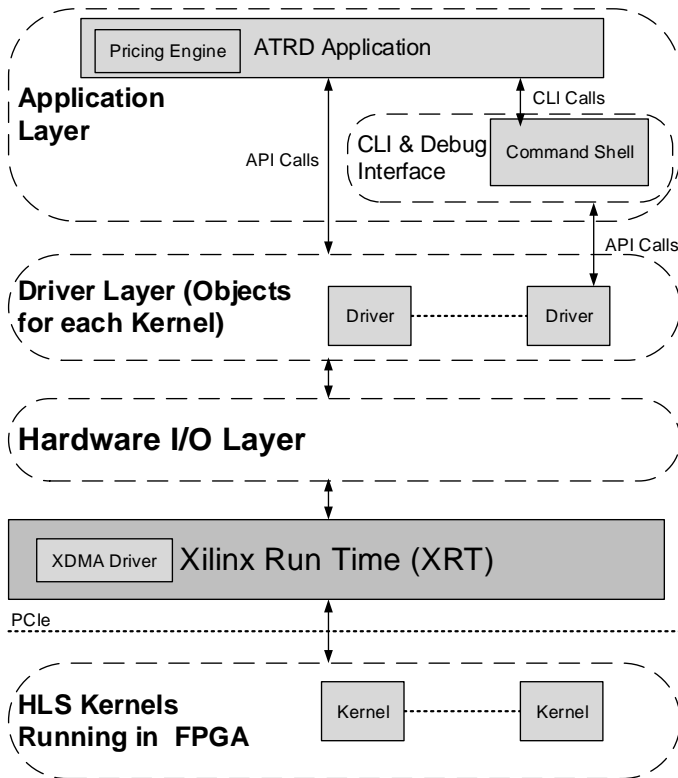 Pricing Engine
ATRD Application
Application
Layer
CLI Calls
CLI & Debug
Interface
Command Shell
API Calls
API Calls
Driver Layer (Objects
for each Kernel)
Driver
Driver
Hardware I/O Layer
XDMA Driver
Xilinx Run Time (XRT)
PCIe
HLS Kernels
Running in FPGA
Kernel
Kernel